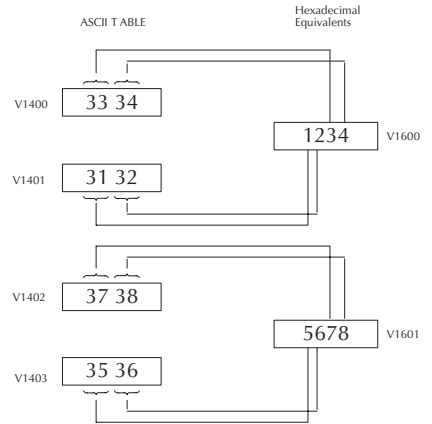 ASCII T ABLE
Hexadecimal
Equivalents
V1400
33 34
1234
V1600
V1401
31 32
V1402
37 38
5678
V1601
V1403
35 36